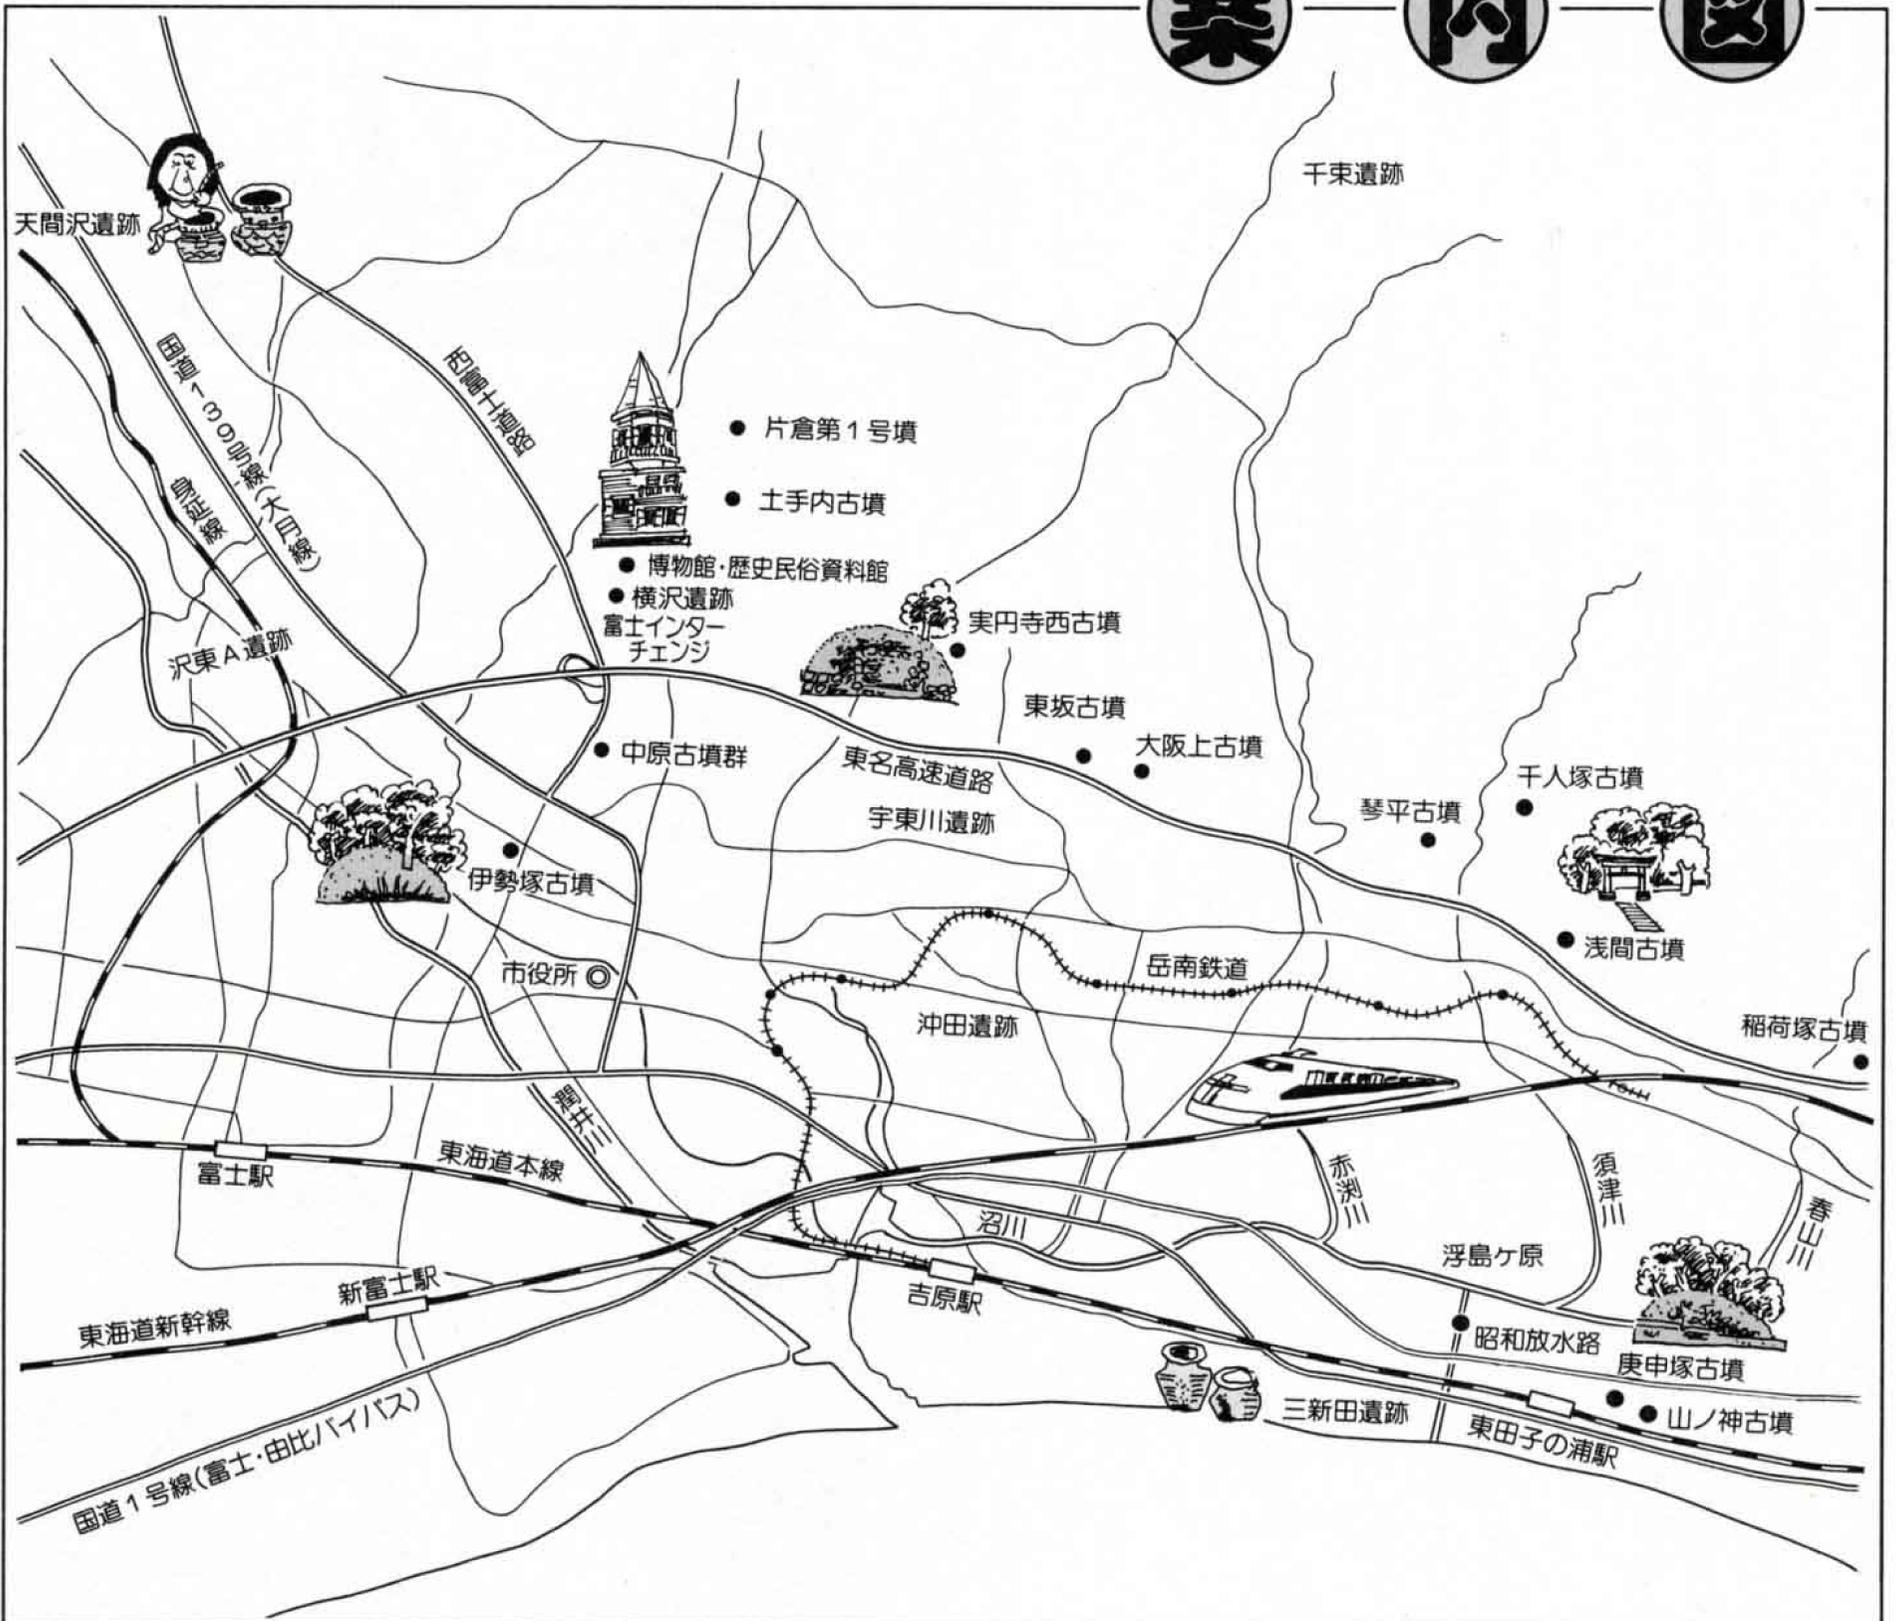 案内図
千束遺跡
天間沢遺跡
国道139号線(大月線)
西富士道路
身延線
片倉第1号墳
土手内古墳
博物館・歴史民俗資料館
横沢遺跡
富士インター
チェンジ
実円寺西古墳
沢東A遺跡
東坂古墳
大阪上古墳
中原古墳群
東名高速道路
千人塚古墳
琴平古墳
宇東川遺跡
伊勢塚古墳
浅間古墳
市役所
岳南鉄道
沖田遺跡
稲荷塚古墳
潤井川
東海道本線
富士駅
赤渕川
須津川
春山川
沼川
浮島ケ原
新富士駅
吉原駅
東海道新幹線
昭和放水路
庚申塚古墳
三新田遺跡
山ノ神古墳
東田子の浦駅
国道1号線(富士・由比バイパス)